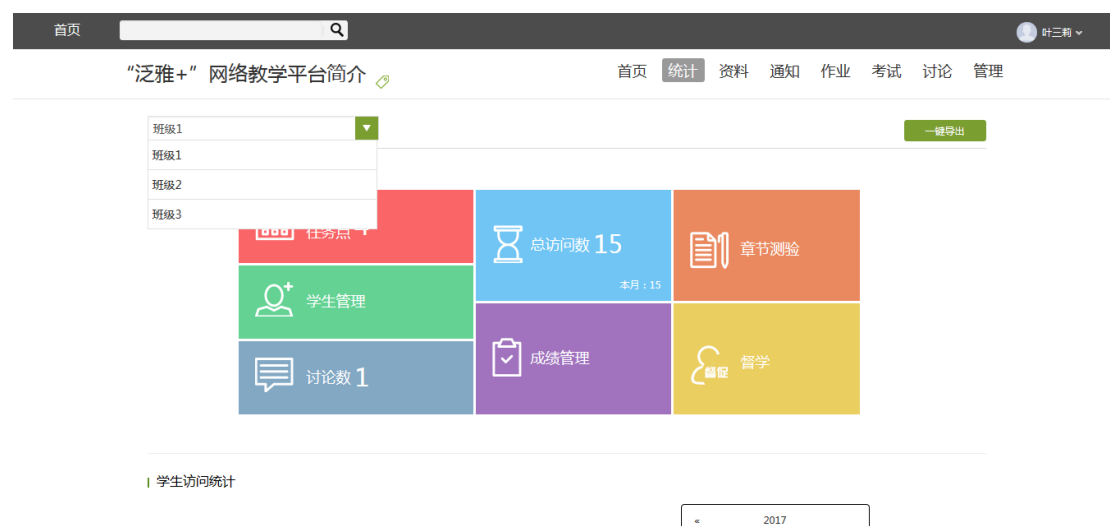 首页
叶三莉
“泛雅+”网络教学平台简介
首页 统计 资料 通知 作业 考试 讨论 管理
班级1
一键导出
班级1
班级2
班级3
任务点
总访问数 15
本月：15
章节测验
学生管理
成绩管理
督促
督学
讨论数 1
学生访问统计
« 2017